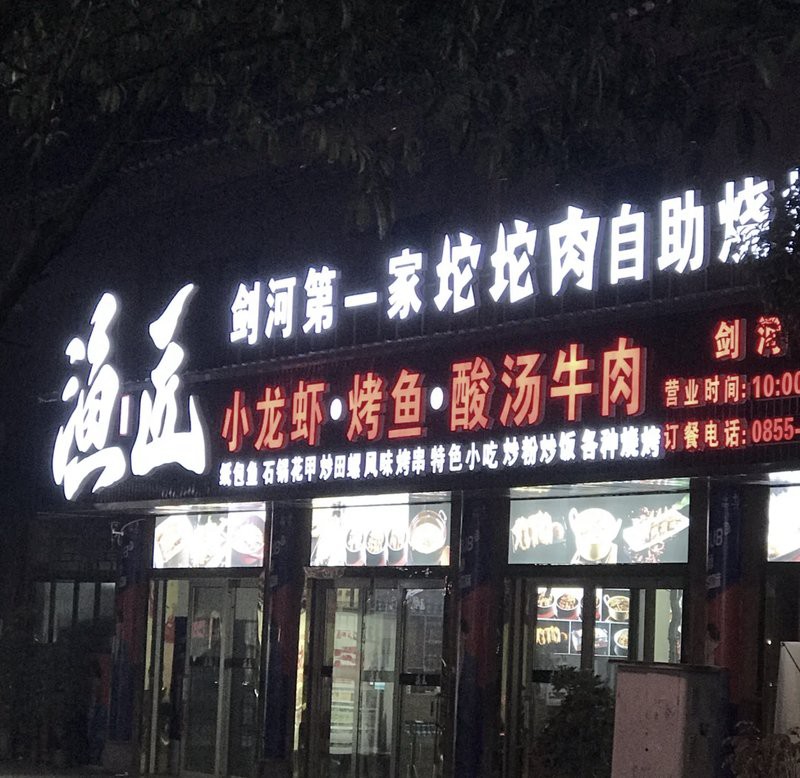 渔匠
剑河第一家坨坨肉自助烧
小龙虾·烤鱼·酸汤牛肉
纸包鱼 石锅花甲 炒田螺 风味烤串 特色小吃 炒粉炒饭 各种烧烤
剑河
营业时间: 10:00
订餐电话: 0855-